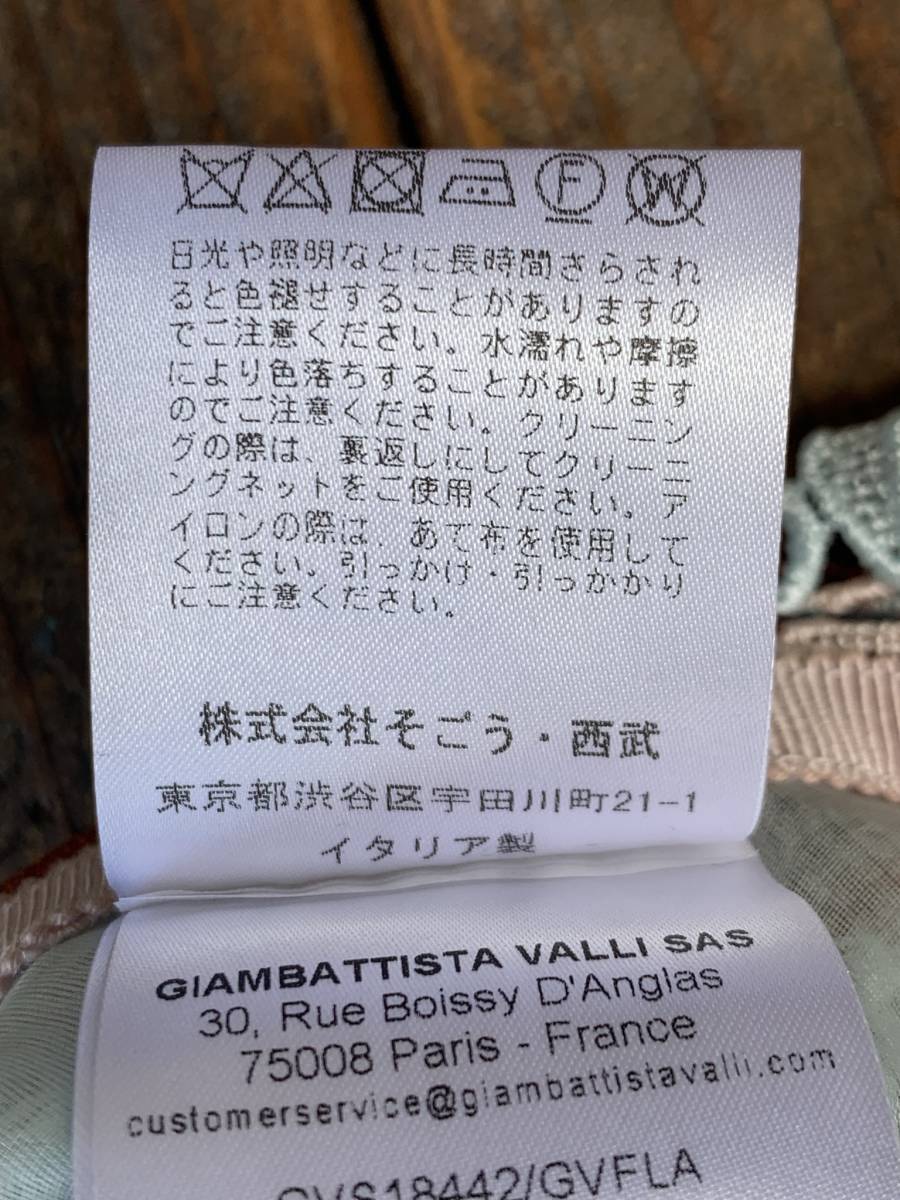 F W
日光や照明などに長時間さらされ
ると色褪せすることがありますの
でご注意ください。水濡れや摩擦
により色落ちすることがあります
のでご注意ください。クリーニン
グの際は、裏返しにしてクリーニ
ングネットをご使用ください。ア
イロンの際は、あて布を使用して
ください。引っかけ・引っかかり
にご注意ください。
株式会社そごう・西武
東京都渋谷区宇田川町21-1
イタリア製
GIAMBATTISTA VALLI SAS
30, Rue Boissy D'Anglas
75008 Paris - France
customerservice@giambattistavalli.com
GVS18442/GVFLA